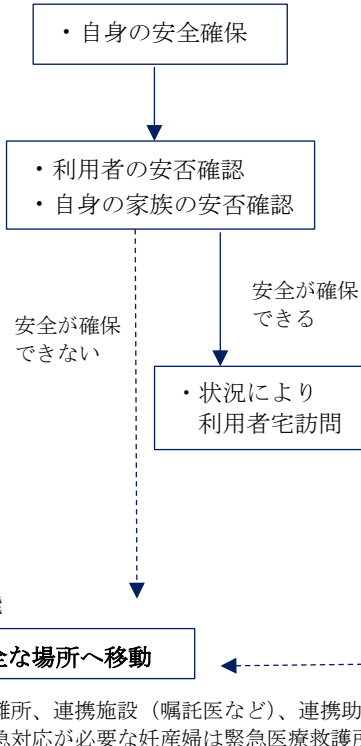 ・自身の安全確保
・利用者の安否確認
・自身の家族の安否確認
安全が確保
できる
安全が確保
できない
・状況により
利用者宅訪問
全な場所へ移動
難所、連携施設（嘱託医など）、連携助
急対応が必要な妊産婦は緊急医療救護所